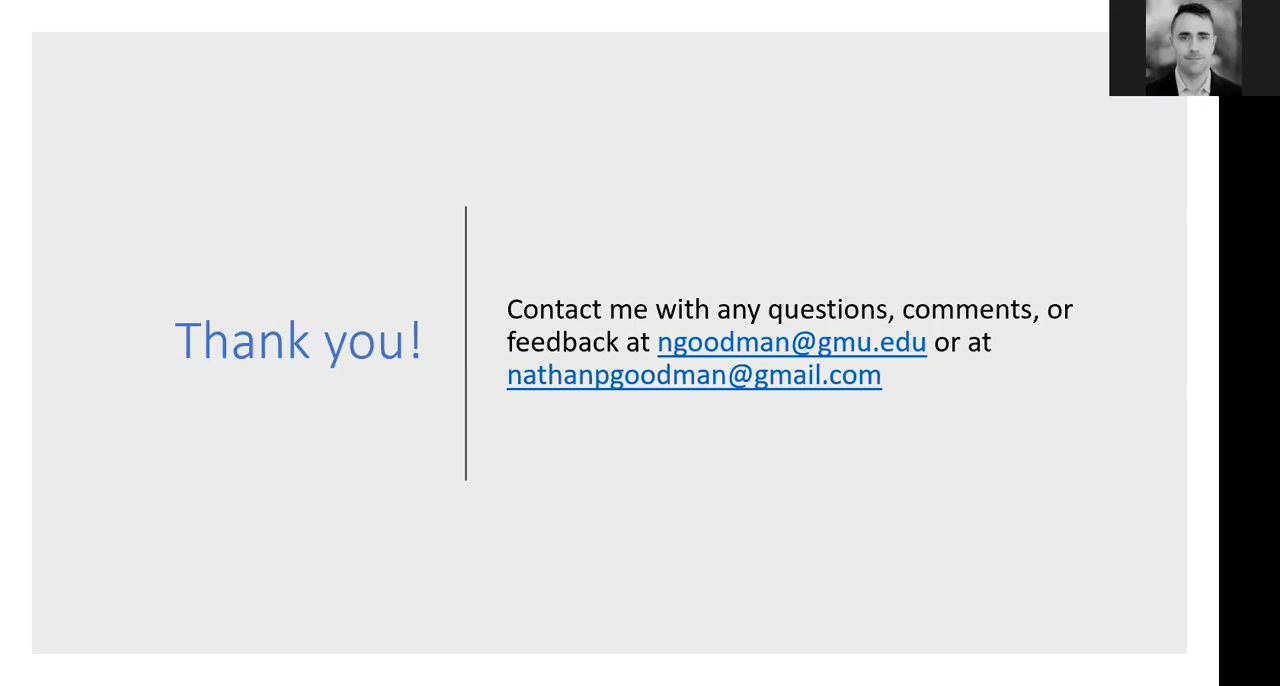 Thank you!
Contact me with any questions, comments, or
feedback at ngoodman@gmu.edu or at
nathanpgoodman@gmail.com